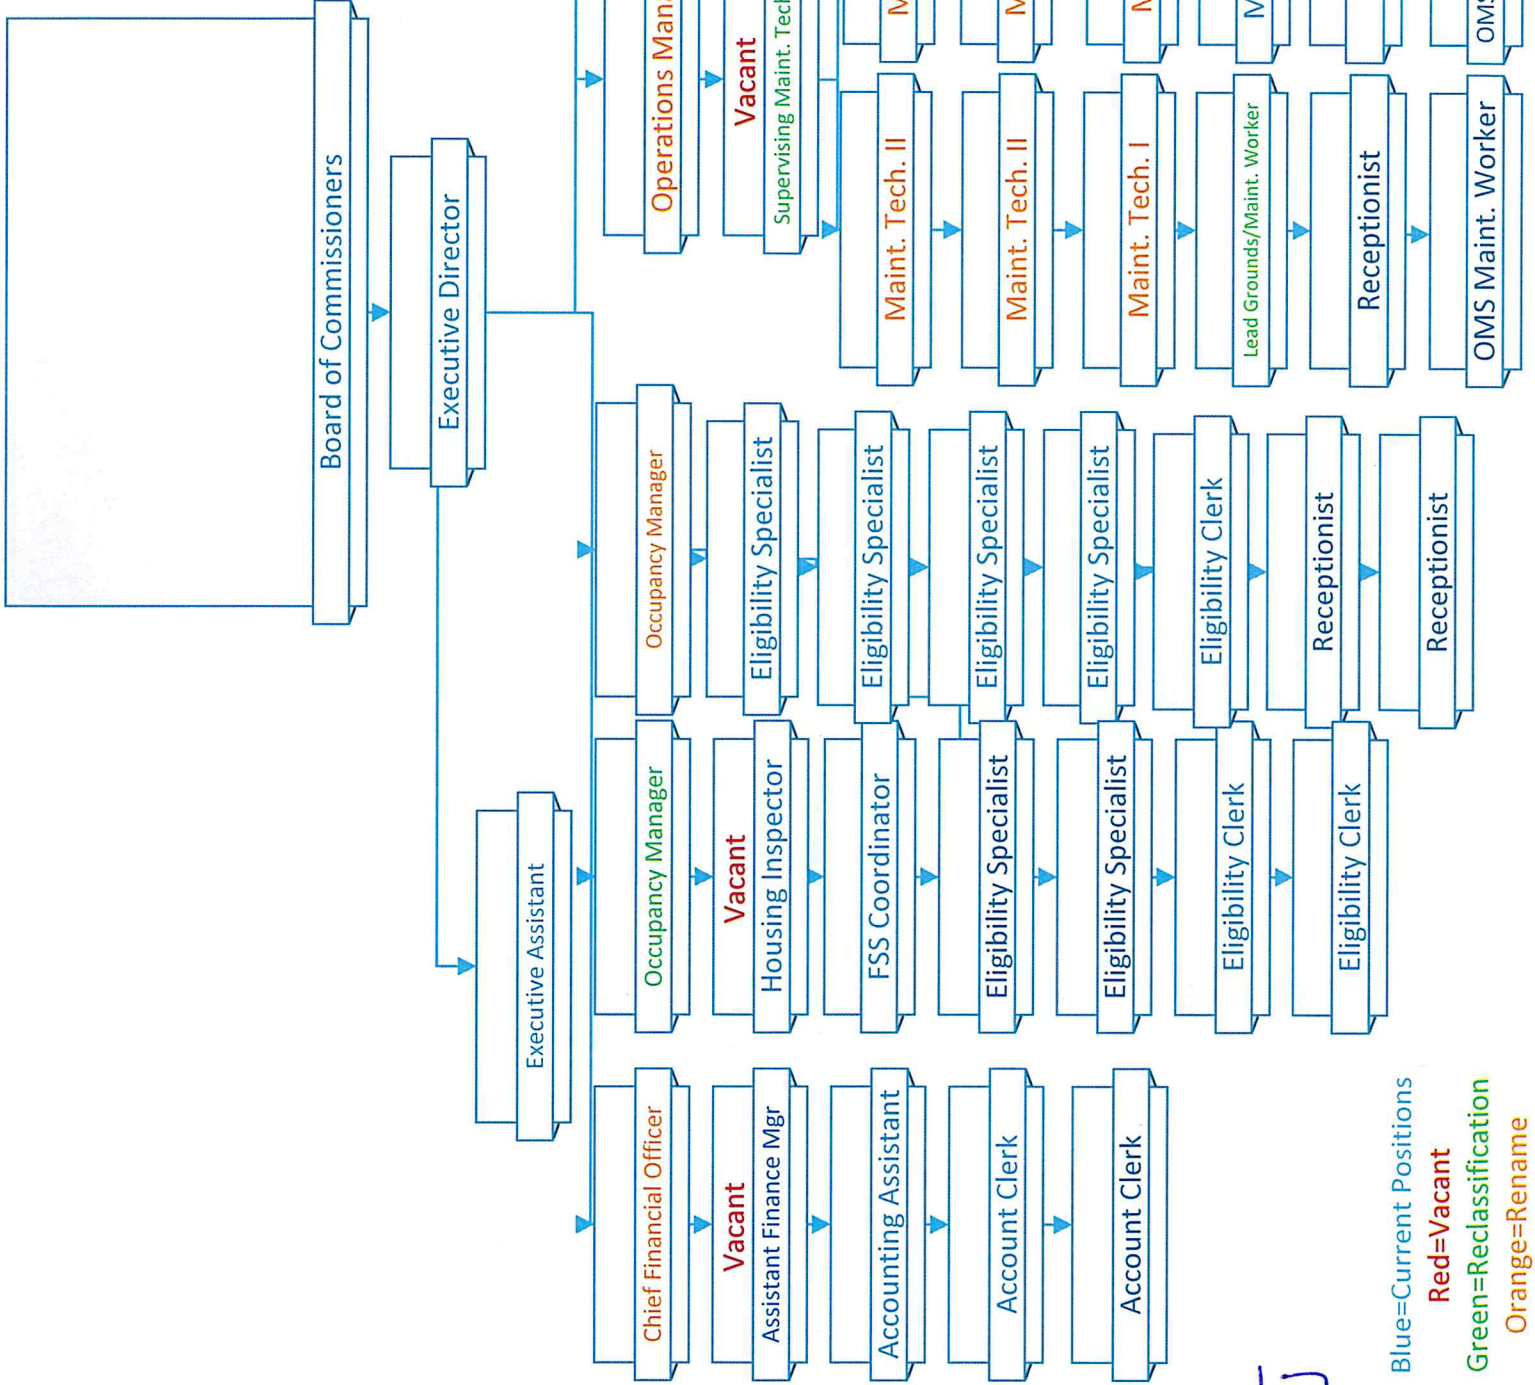 Board of Commissioners
Executive Director
Executive Assistant
Chief Financial Officer
Vacant
Assistant Finance Mgr
Accounting Assistant
Account Clerk
Account Clerk
Occupancy Manager
Vacant
Housing Inspector
FSS Coordinator
Eligibility Specialist
Eligibility Specialist
Eligibility Clerk
Eligibility Clerk
Occupancy Manager
Eligibility Specialist
Eligibility Specialist
Eligibility Specialist
Eligibility Specialist
Eligibility Clerk
Receptionist
Receptionist
Operations Mana
Vacant
Supervising Maint. Tech
Maint. Tech. II
Maint. Tech. II
Maint. Tech. I
Lead Grounds/Maint. Worker
Receptionist
OMS Maint. Worker
M
M
M
M
OMS
Blue=Current Positions
Red=Vacant
Green=Reclassification
Orange=Rename